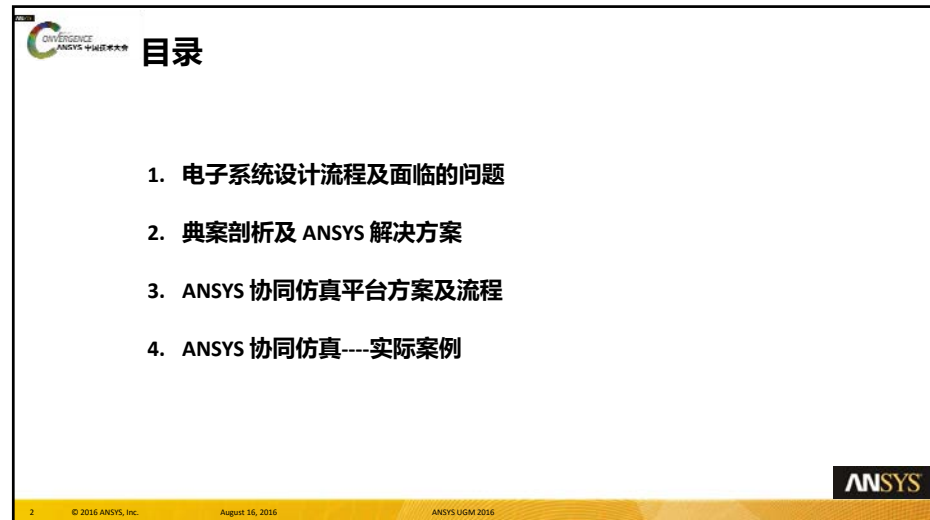 ANSYS
CONVERGENCE
ANSYS 中国技术大会
目录
1. 电子系统设计流程及面临的问题
2. 典案剖析及 ANSYS 解决方案
3. ANSYS 协同仿真平台方案及流程
4. ANSYS 协同仿真----实际案例
ANSYS
2 © 2016 ANSYS, Inc. August 16, 2016 ANSYS UGM 2016